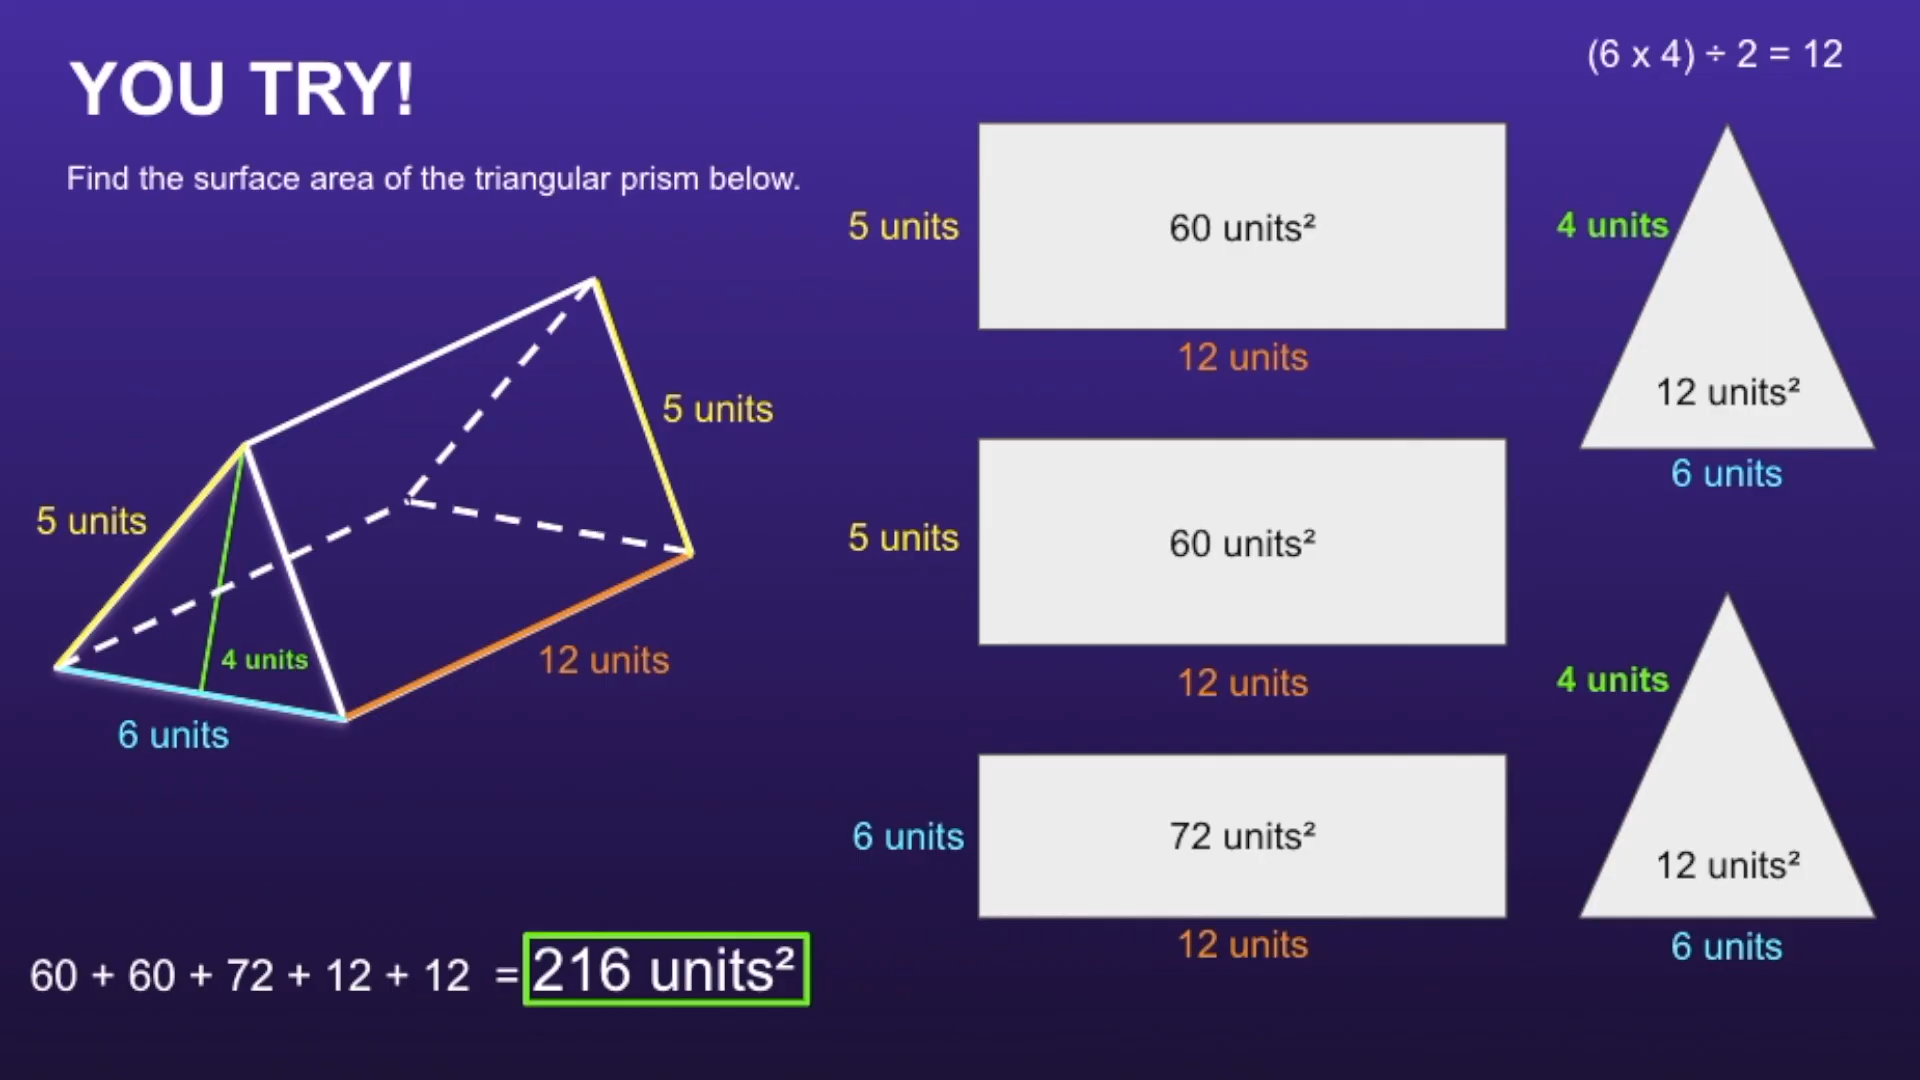 YOU TRY!
Find the surface area of the triangular prism below.
5 units
5 units
4 units
12 units
6 units
60 + 60 + 72 + 12 + 12 = 216 units²
5 units
60 units²
12 units
5 units
60 units²
12 units
6 units
72 units²
12 units
(6 x 4) ÷ 2 = 12
4 units
12 units²
6 units
4 units
12 units²
6 units